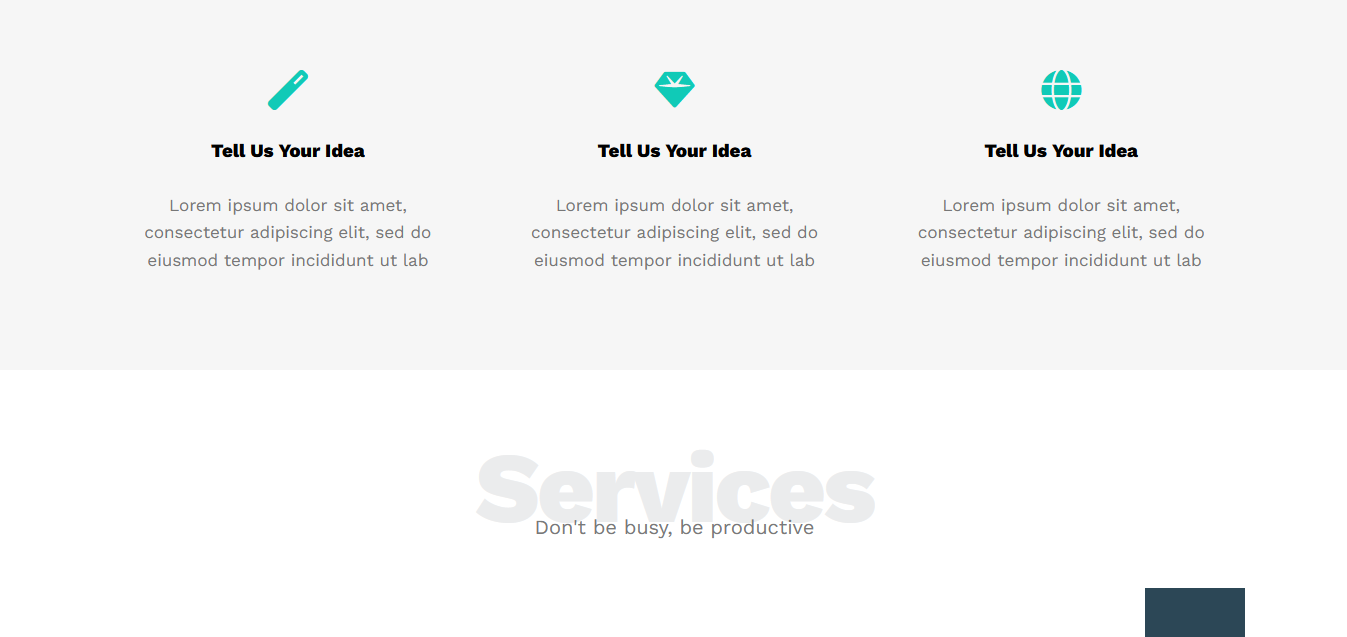 Tell Us Your Idea
Lorem ipsum dolor sit amet,
consectetur adipiscing elit, sed do
eiusmod tempor incididunt ut lab
Tell Us Your Idea
Lorem ipsum dolor sit amet,
consectetur adipiscing elit, sed do
eiusmod tempor incididunt ut lab
Tell Us Your Idea
Lorem ipsum dolor sit amet,
consectetur adipiscing elit, sed do
eiusmod tempor incididunt ut lab
Services
Don't be busy, be productive